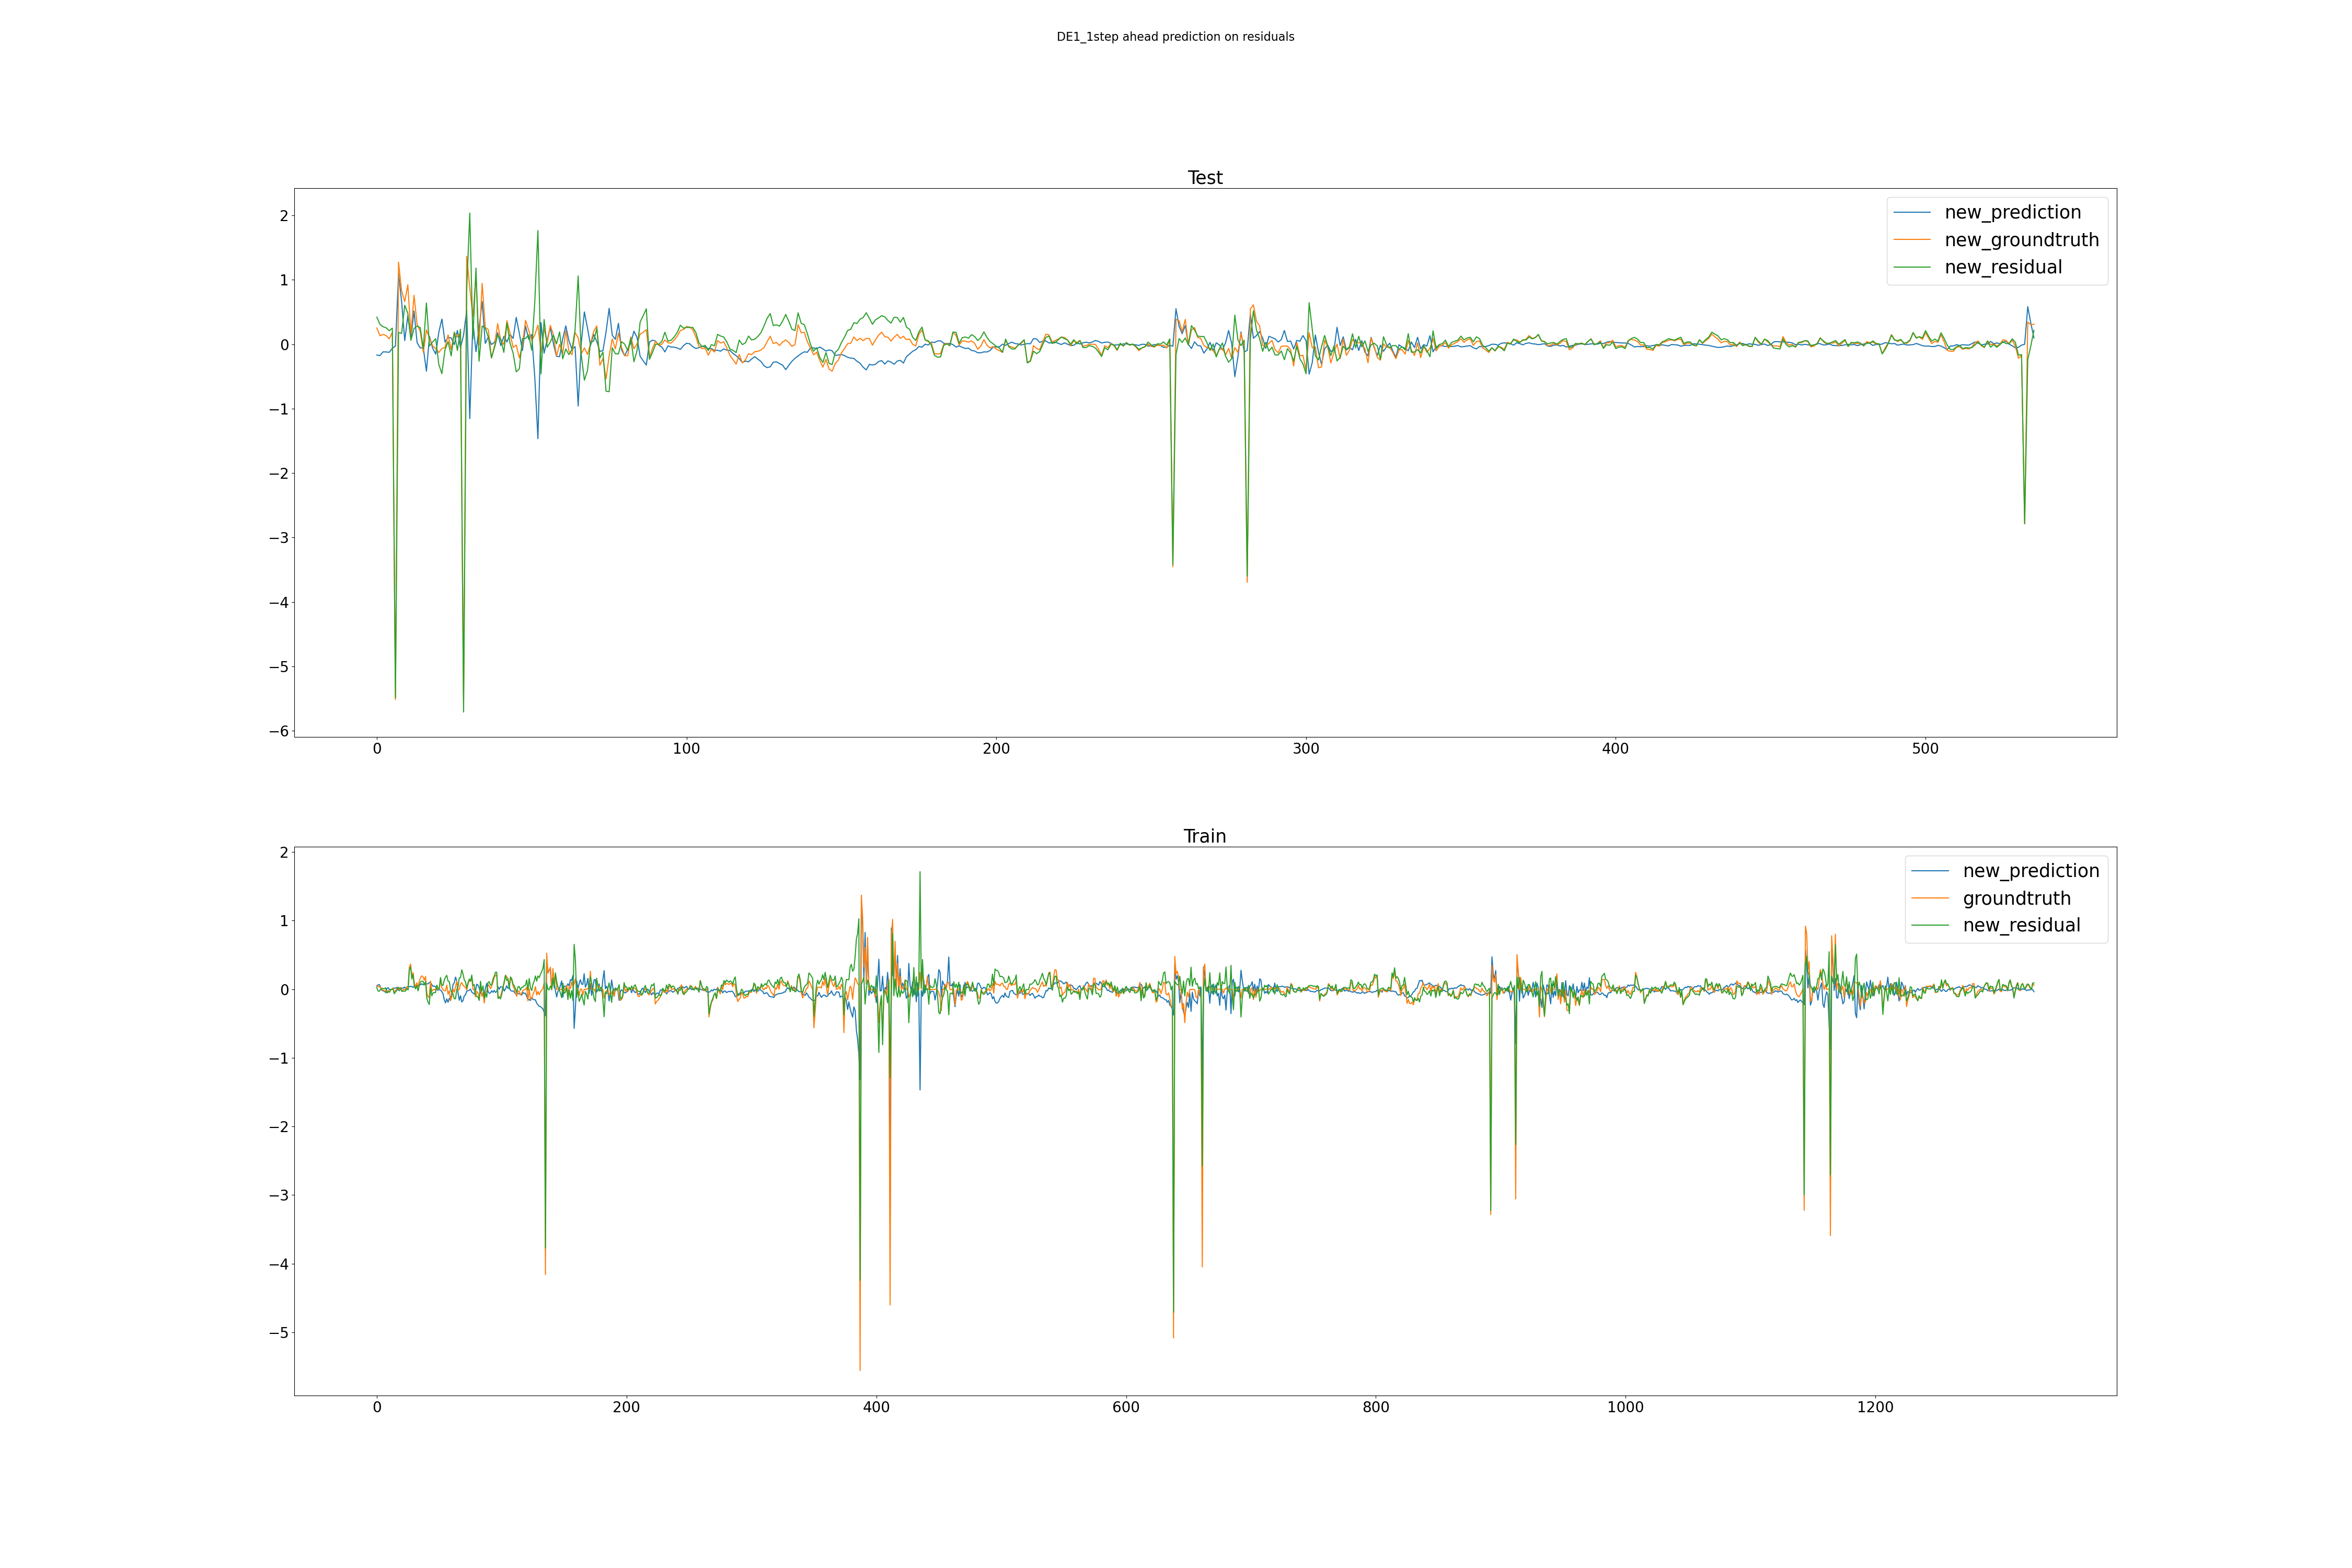 DE1_1step ahead prediction on residuals
Test
2
1
0
−1
−2
−3
−4
−5
−6
new_prediction
new_groundtruth
new_residual
0 100 200 300 400 500
Train
2
1
0
−1
−2
−3
−4
−5
new_prediction
groundtruth
new_residual
0 200 400 600 800 1000 1200